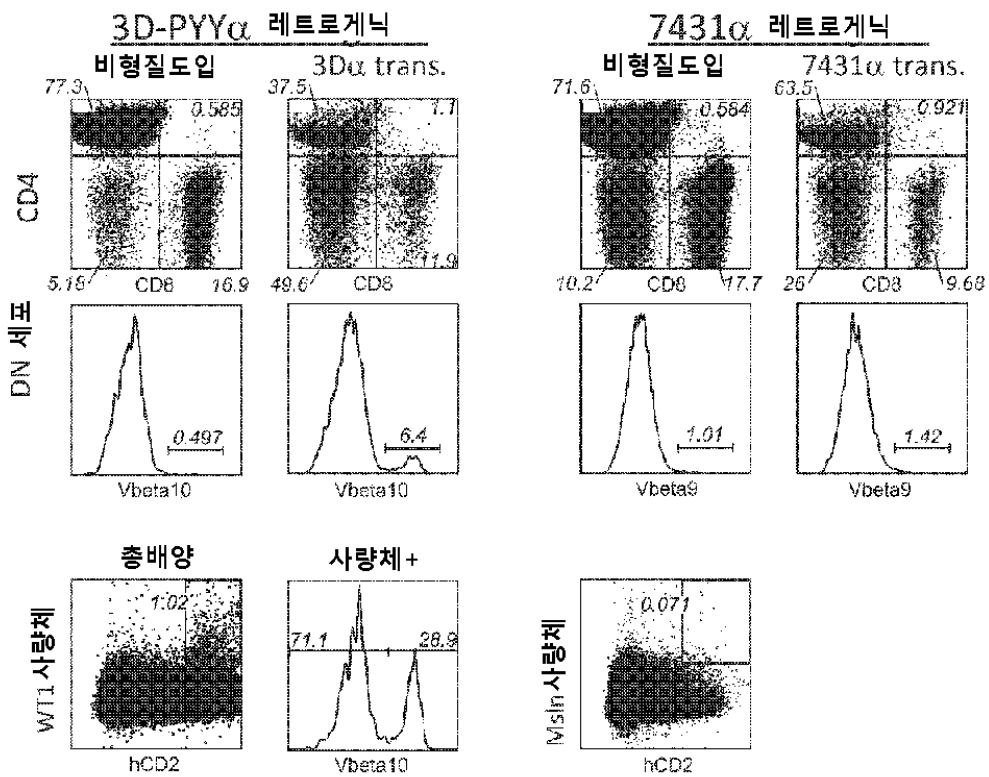 3D-PYYα 레트로게닉
7431α 레트로게닉
비형질도입
3Dα trans.
비형질도입
7431α trans.
77.3
0.585
37.5
1.1
71.6
0.584
63.5
0.921
CD4
5.15
CD8
16.9
49.6
CD8
11.9
10.2
CD8
17.7
26
CD8
9.68
DN 세포
0.497
6.4
1.01
1.42
Vbeta10
Vbeta10
Vbeta9
Vbeta9
총배양
사량체+
WT1 사량체
1.02
71.1
28.9
Msln 사량체
0.071
hCD2
Vbeta10
hCD2